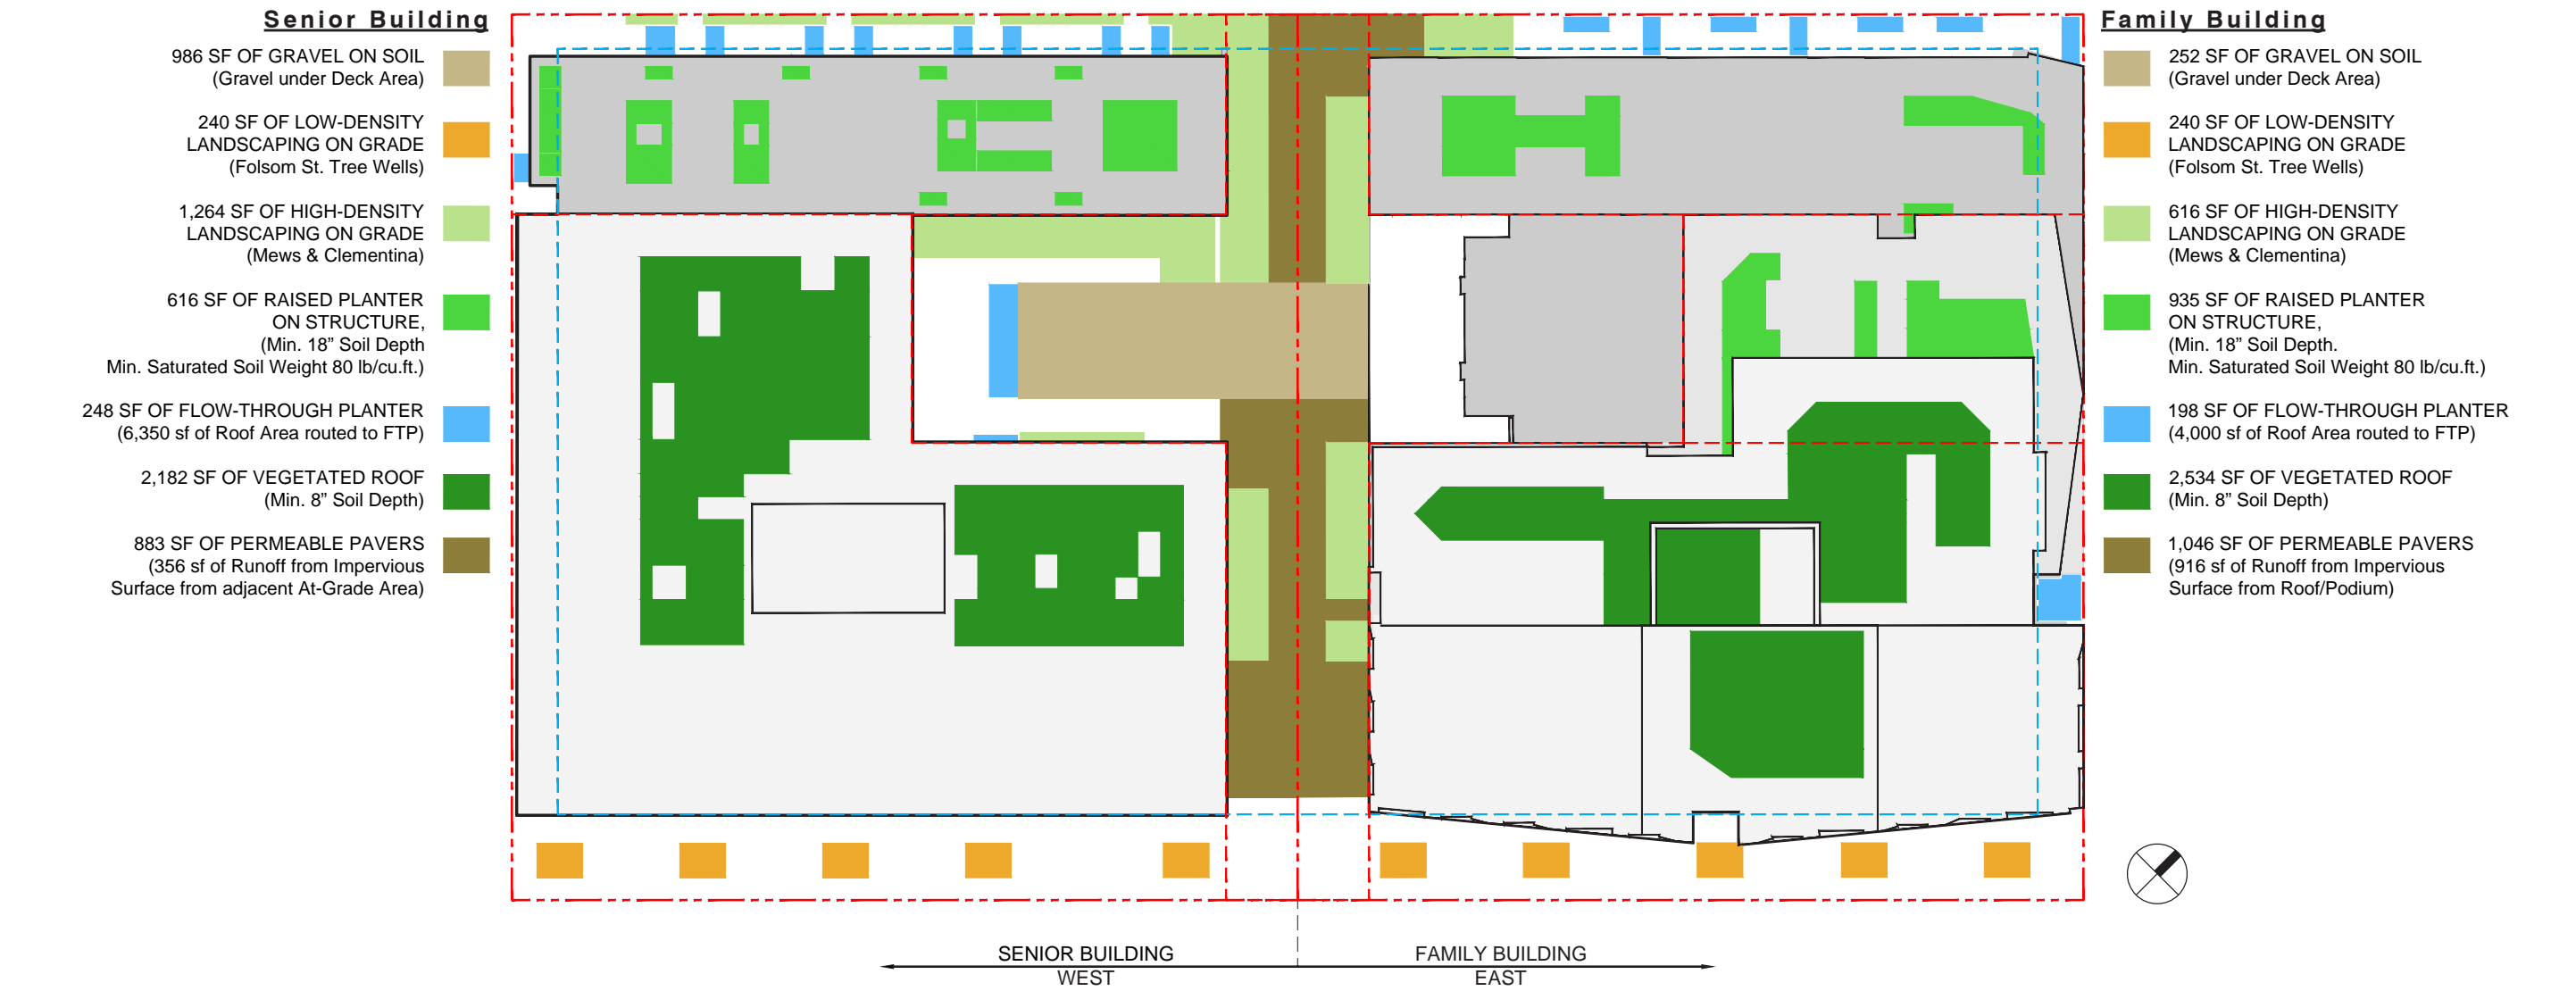 Senior Building
986 SF OF GRAVEL ON SOIL
(Gravel under Deck Area)
240 SF OF LOW-DENSITY
LANDSCAPING ON GRADE
(Folsom St. Tree Wells)
1,264 SF OF HIGH-DENSITY
LANDSCAPING ON GRADE
(Mews & Clementina)
616 SF OF RAISED PLANTER
ON STRUCTURE,
(Min. 18” Soil Depth
Min. Saturated Soil Weight 80 lb/cu.ft.)
248 SF OF FLOW-THROUGH PLANTER
(6,350 sf of Roof Area routed to FTP)
2,182 SF OF VEGETATED ROOF
(Min. 8” Soil Depth)
883 SF OF PERMEABLE PAVERS
(356 sf of Runoff from Impervious
Surface from adjacent At-Grade Area)
Family Building
252 SF OF GRAVEL ON SOIL
(Gravel under Deck Area)
240 SF OF LOW-DENSITY
LANDSCAPING ON GRADE
(Folsom St. Tree Wells)
616 SF OF HIGH-DENSITY
LANDSCAPING ON GRADE
(Mews & Clementina)
935 SF OF RAISED PLANTER
ON STRUCTURE,
(Min. 18” Soil Depth.
Min. Saturated Soil Weight 80 lb/cu.ft.)
198 SF OF FLOW-THROUGH PLANTER
(4,000 sf of Roof Area routed to FTP)
2,534 SF OF VEGETATED ROOF
(Min. 8” Soil Depth)
1,046 SF OF PERMEABLE PAVERS
(916 sf of Runoff from Impervious
Surface from Roof/Podium)
SENIOR BUILDING
WEST
FAMILY BUILDING
EAST